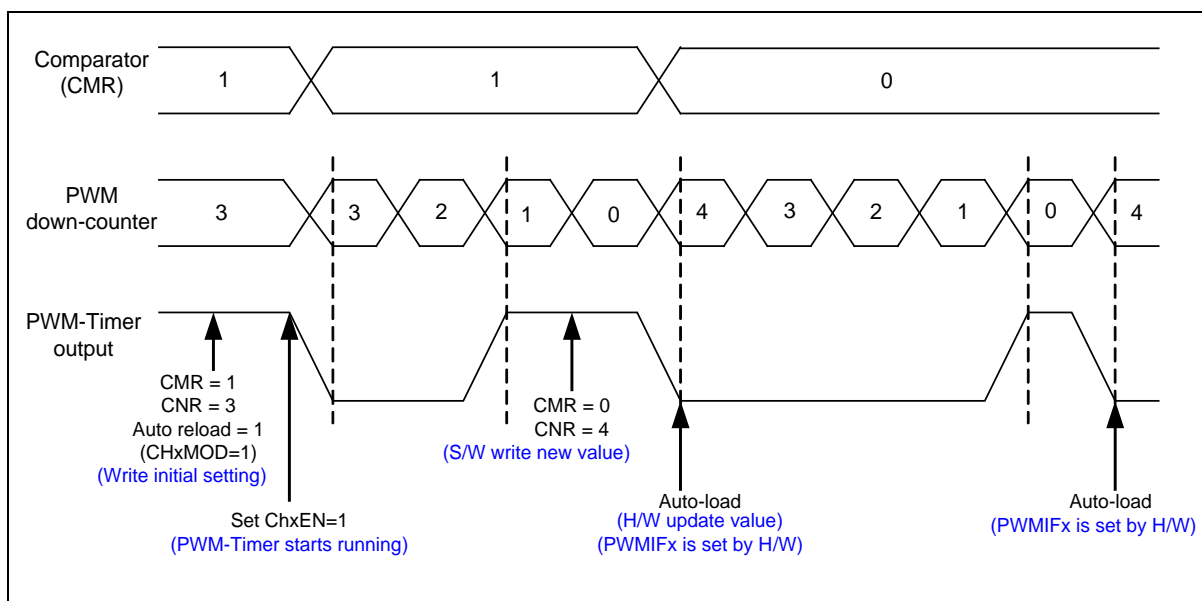 Comparator
(CMR)
1
1
0
PWM
down-counter
3
3
2
1
0
4
3
2
1
0
4
PWM-Timer
output
CMR = 1
CNR = 3
Auto reload = 1
(CHxMOD=1)
(Write initial setting)
Set ChxEN=1
(PWM-Timer starts running)
CMR = 0
CNR = 4
(S/W write new value)
Auto-load
(H/W update value)
(PWMIFx is set by H/W)
Auto-load
(PWMIFx is set by H/W)